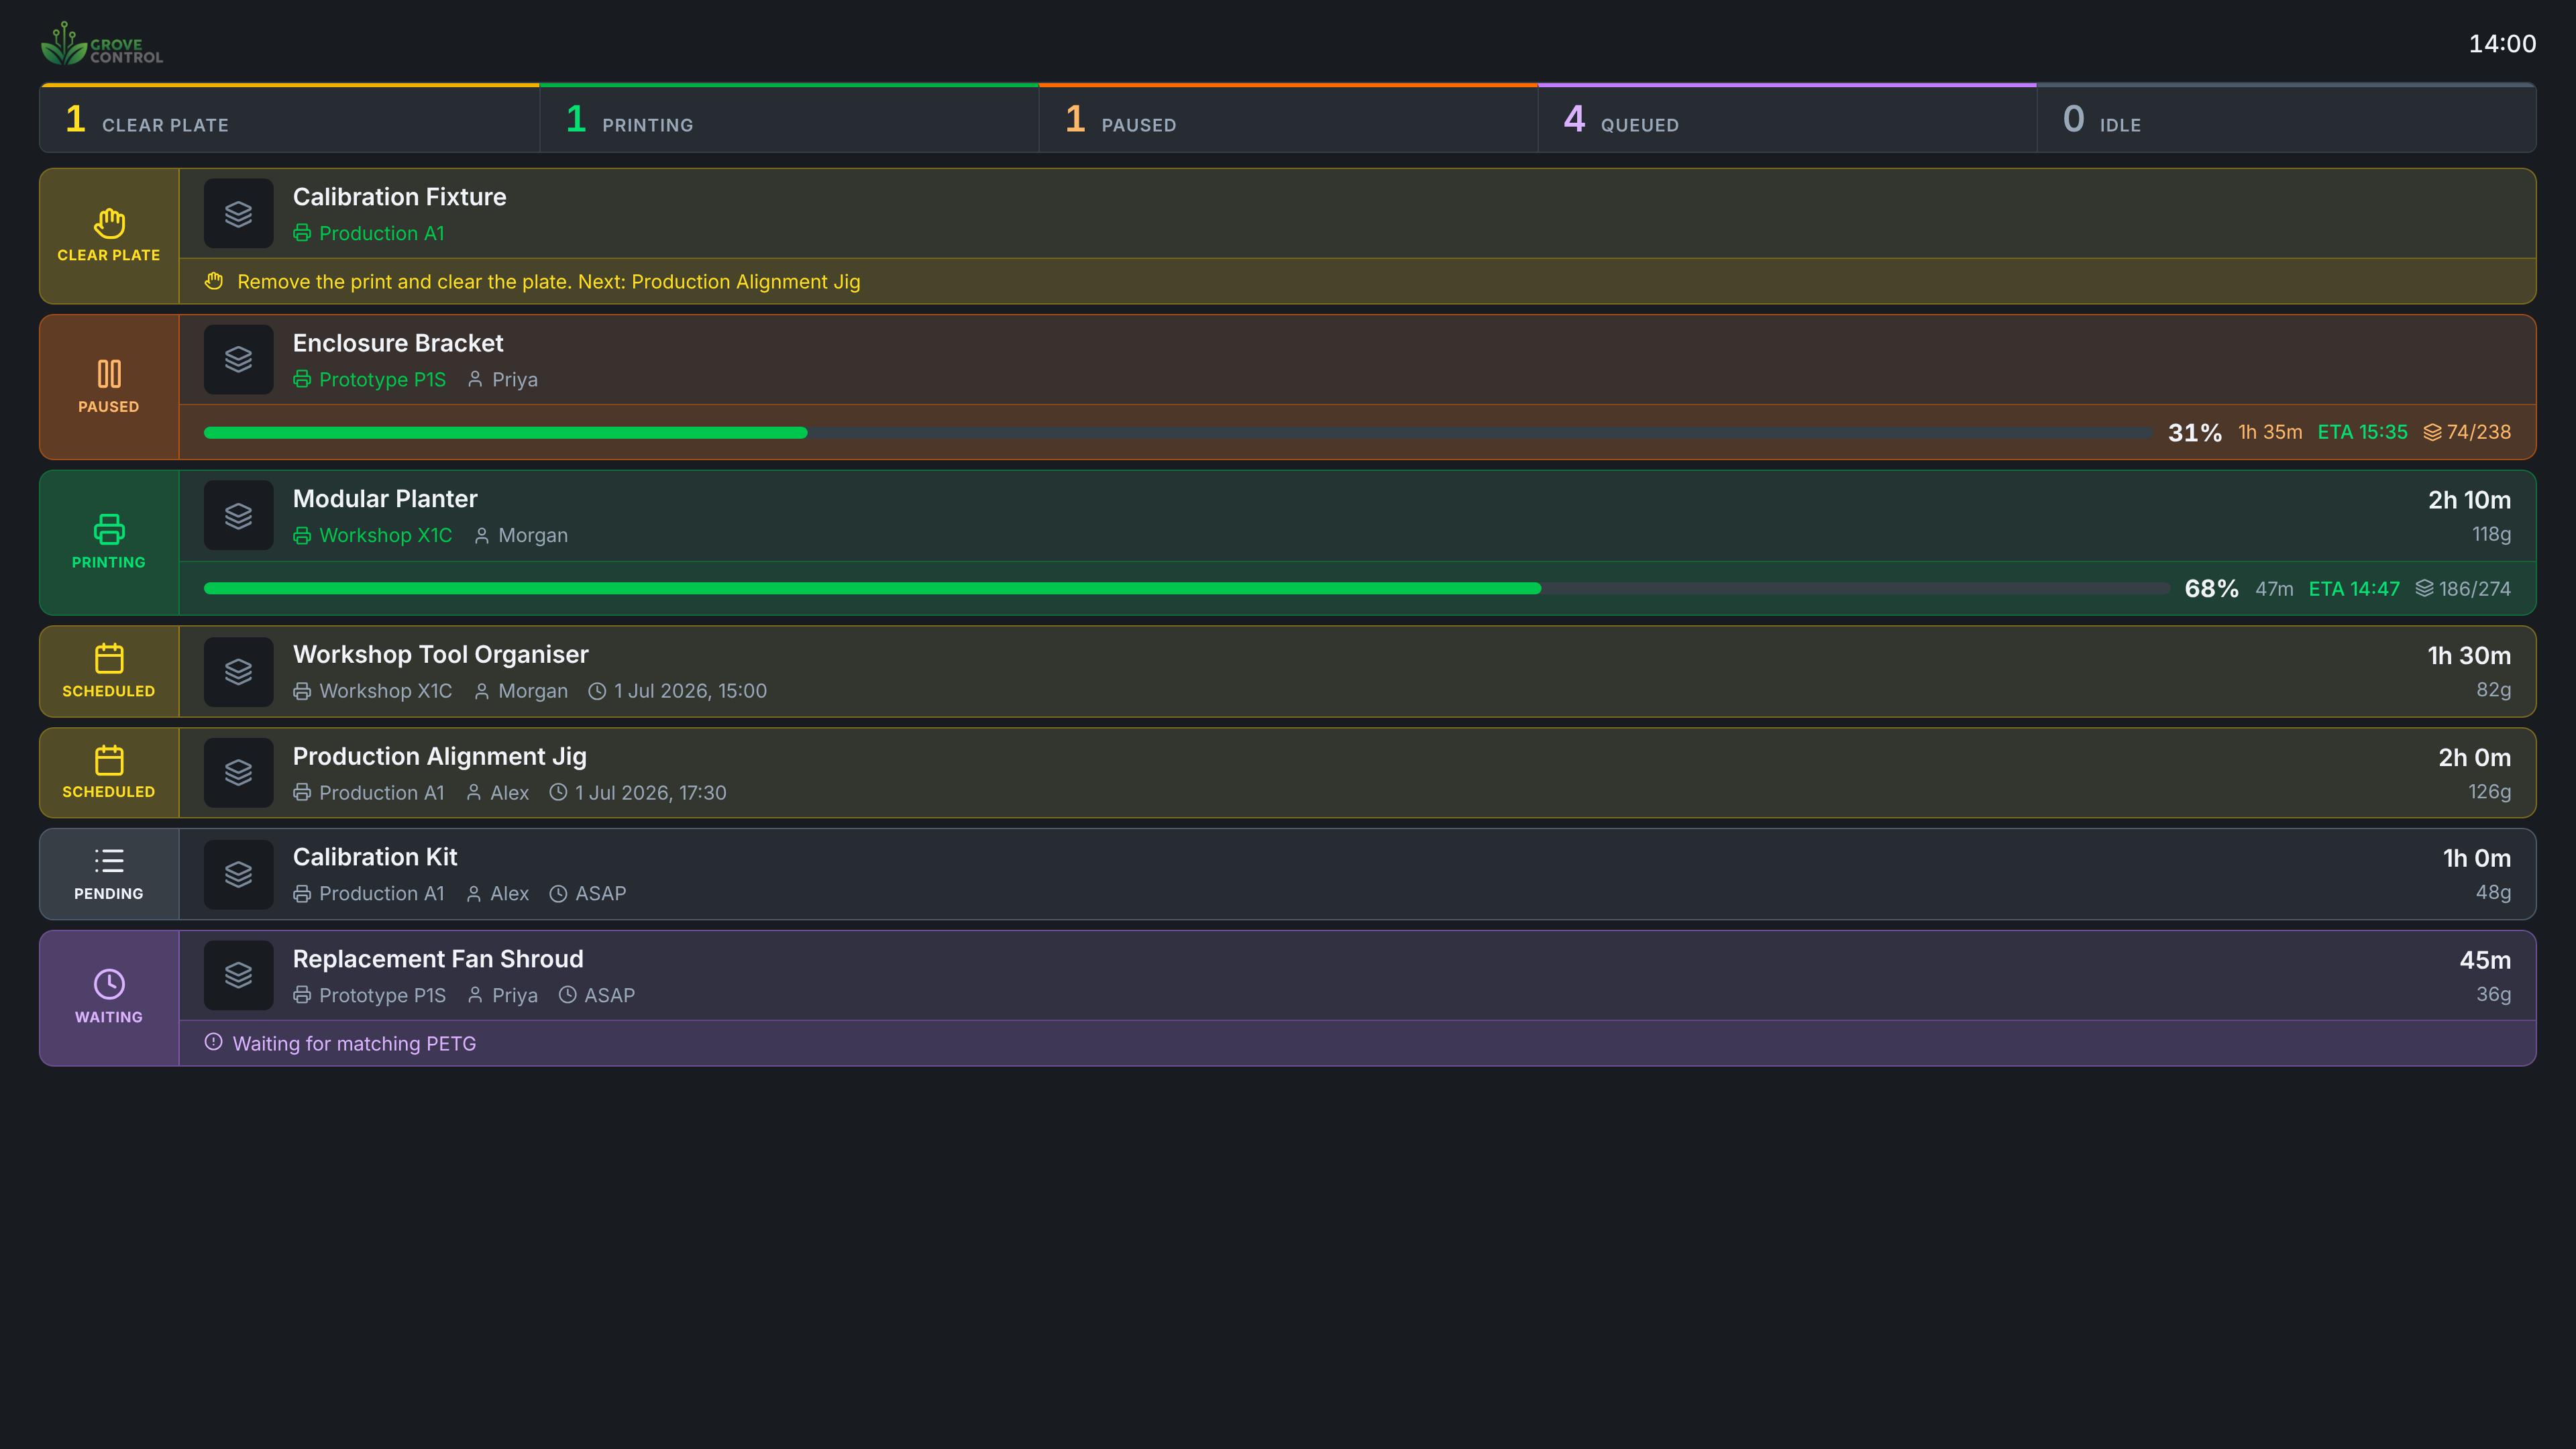 GROVE
CONTROL
14:00
1 CLEAR PLATE
1 PRINTING
1 PAUSED
4 QUEUED
0 IDLE
CLEAR PLATE
Calibration Fixture
Production A1
Remove the print and clear the plate. Next: Production Alignment Jig
PAUSED
Enclosure Bracket
Prototype P1S Priya
31% 1h 35m ETA 15:35 74/238
PRINTING
Modular Planter
Workshop X1C Morgan
2h 10m
118g
68% 47m ETA 14:47 186/274
SCHEDULED
Workshop Tool Organiser
Workshop X1C Morgan 1 Jul 2026, 15:00
1h 30m
82g
SCHEDULED
Production Alignment Jig
Production A1 Alex 1 Jul 2026, 17:30
2h 0m
126g
PENDING
Calibration Kit
Production A1 Alex ASAP
1h 0m
48g
WAITING
Replacement Fan Shroud
Prototype P1S Priya ASAP
45m
36g
Waiting for matching PETG